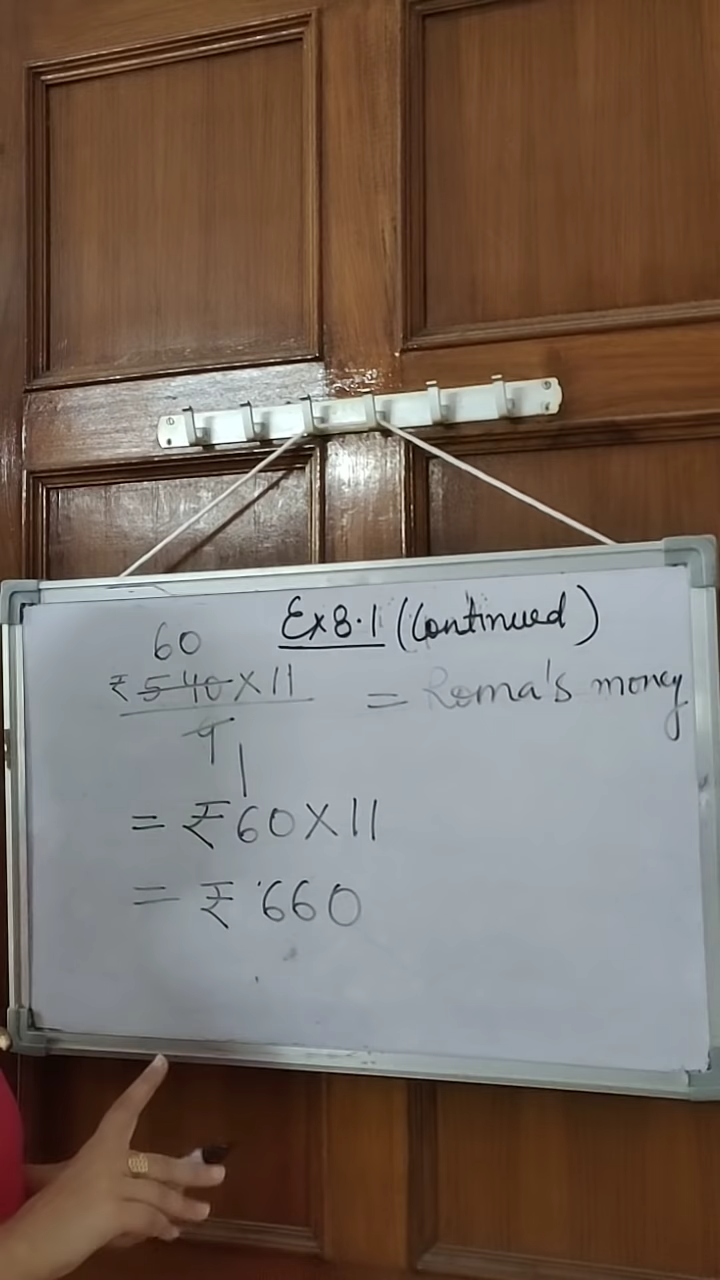 Ex 8.1 (Continued)
60
₹ 540 X 11 = Roma's money
9
1
= ₹ 60 X 11
= ₹ 660